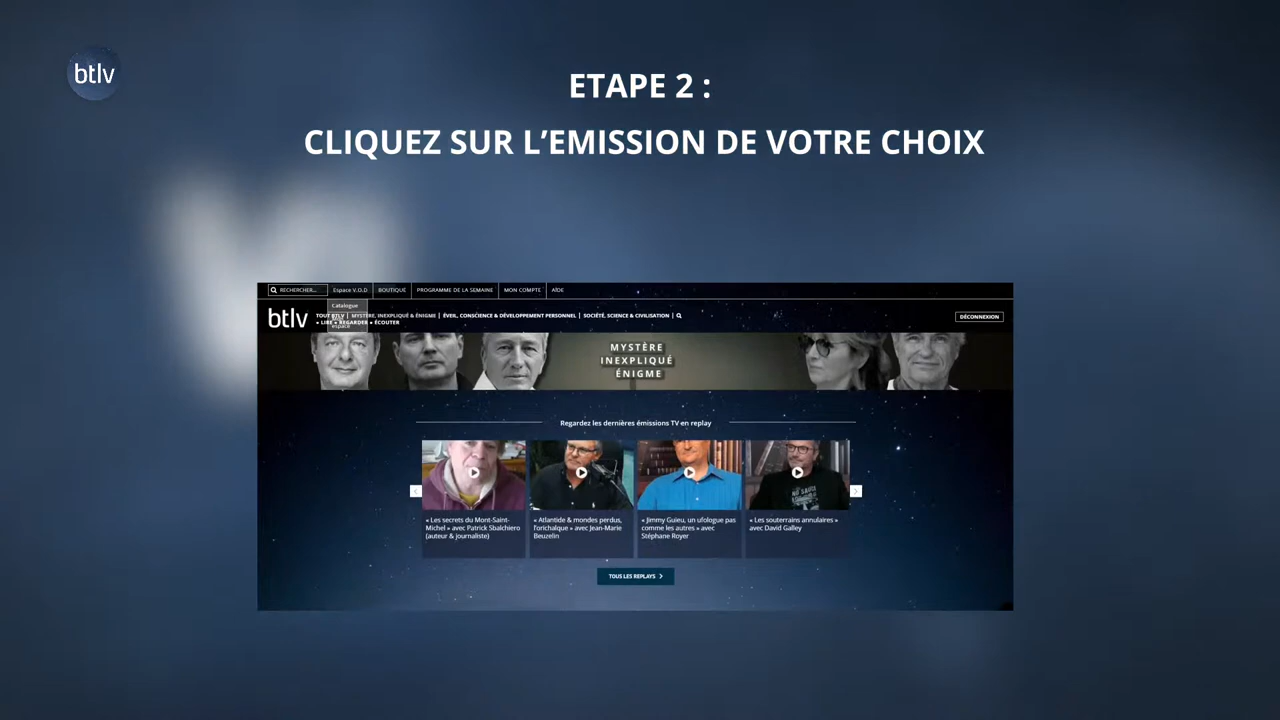 btlv
ETAPE 2 :
CLIQUEZ SUR L’EMISSION DE VOTRE CHOIX
RECHERCHER...
Espace V.O.D
BOUTIQUE
PROGRAMME DE LA SEMAINE
MON COMPTE
AIDE
Catalogue
btlv
TOUT BTLV | MYSTÈRE, INEXPLIQUÉ & ÉNIGME | ÉVEIL, CONSCIENCE & DÉVELOPPEMENT PERSONNEL | SOCIÉTÉ, SCIENCE & CIVILISATION |
» LIRE » REGARDER » ÉCOUTER
espace
DÉCONNEXION
MYSTÈRE
INEXPLIQUÉ
ÉNIGME
Regardez les dernières émissions TV en replay
« Les secrets du Mont-Saint-
Michel » avec Patrick Sbalchiero
(auteur & journaliste)
« Atlantide & mondes perdus,
l’orichalque » avec Jean-Marie
Beuzelin
« Jimmy Guieu, un ufologue pas
comme les autres » avec
Stéphane Royer
« Les souterrains annulaires »
avec David Galley
TOUS LES REPLAYS